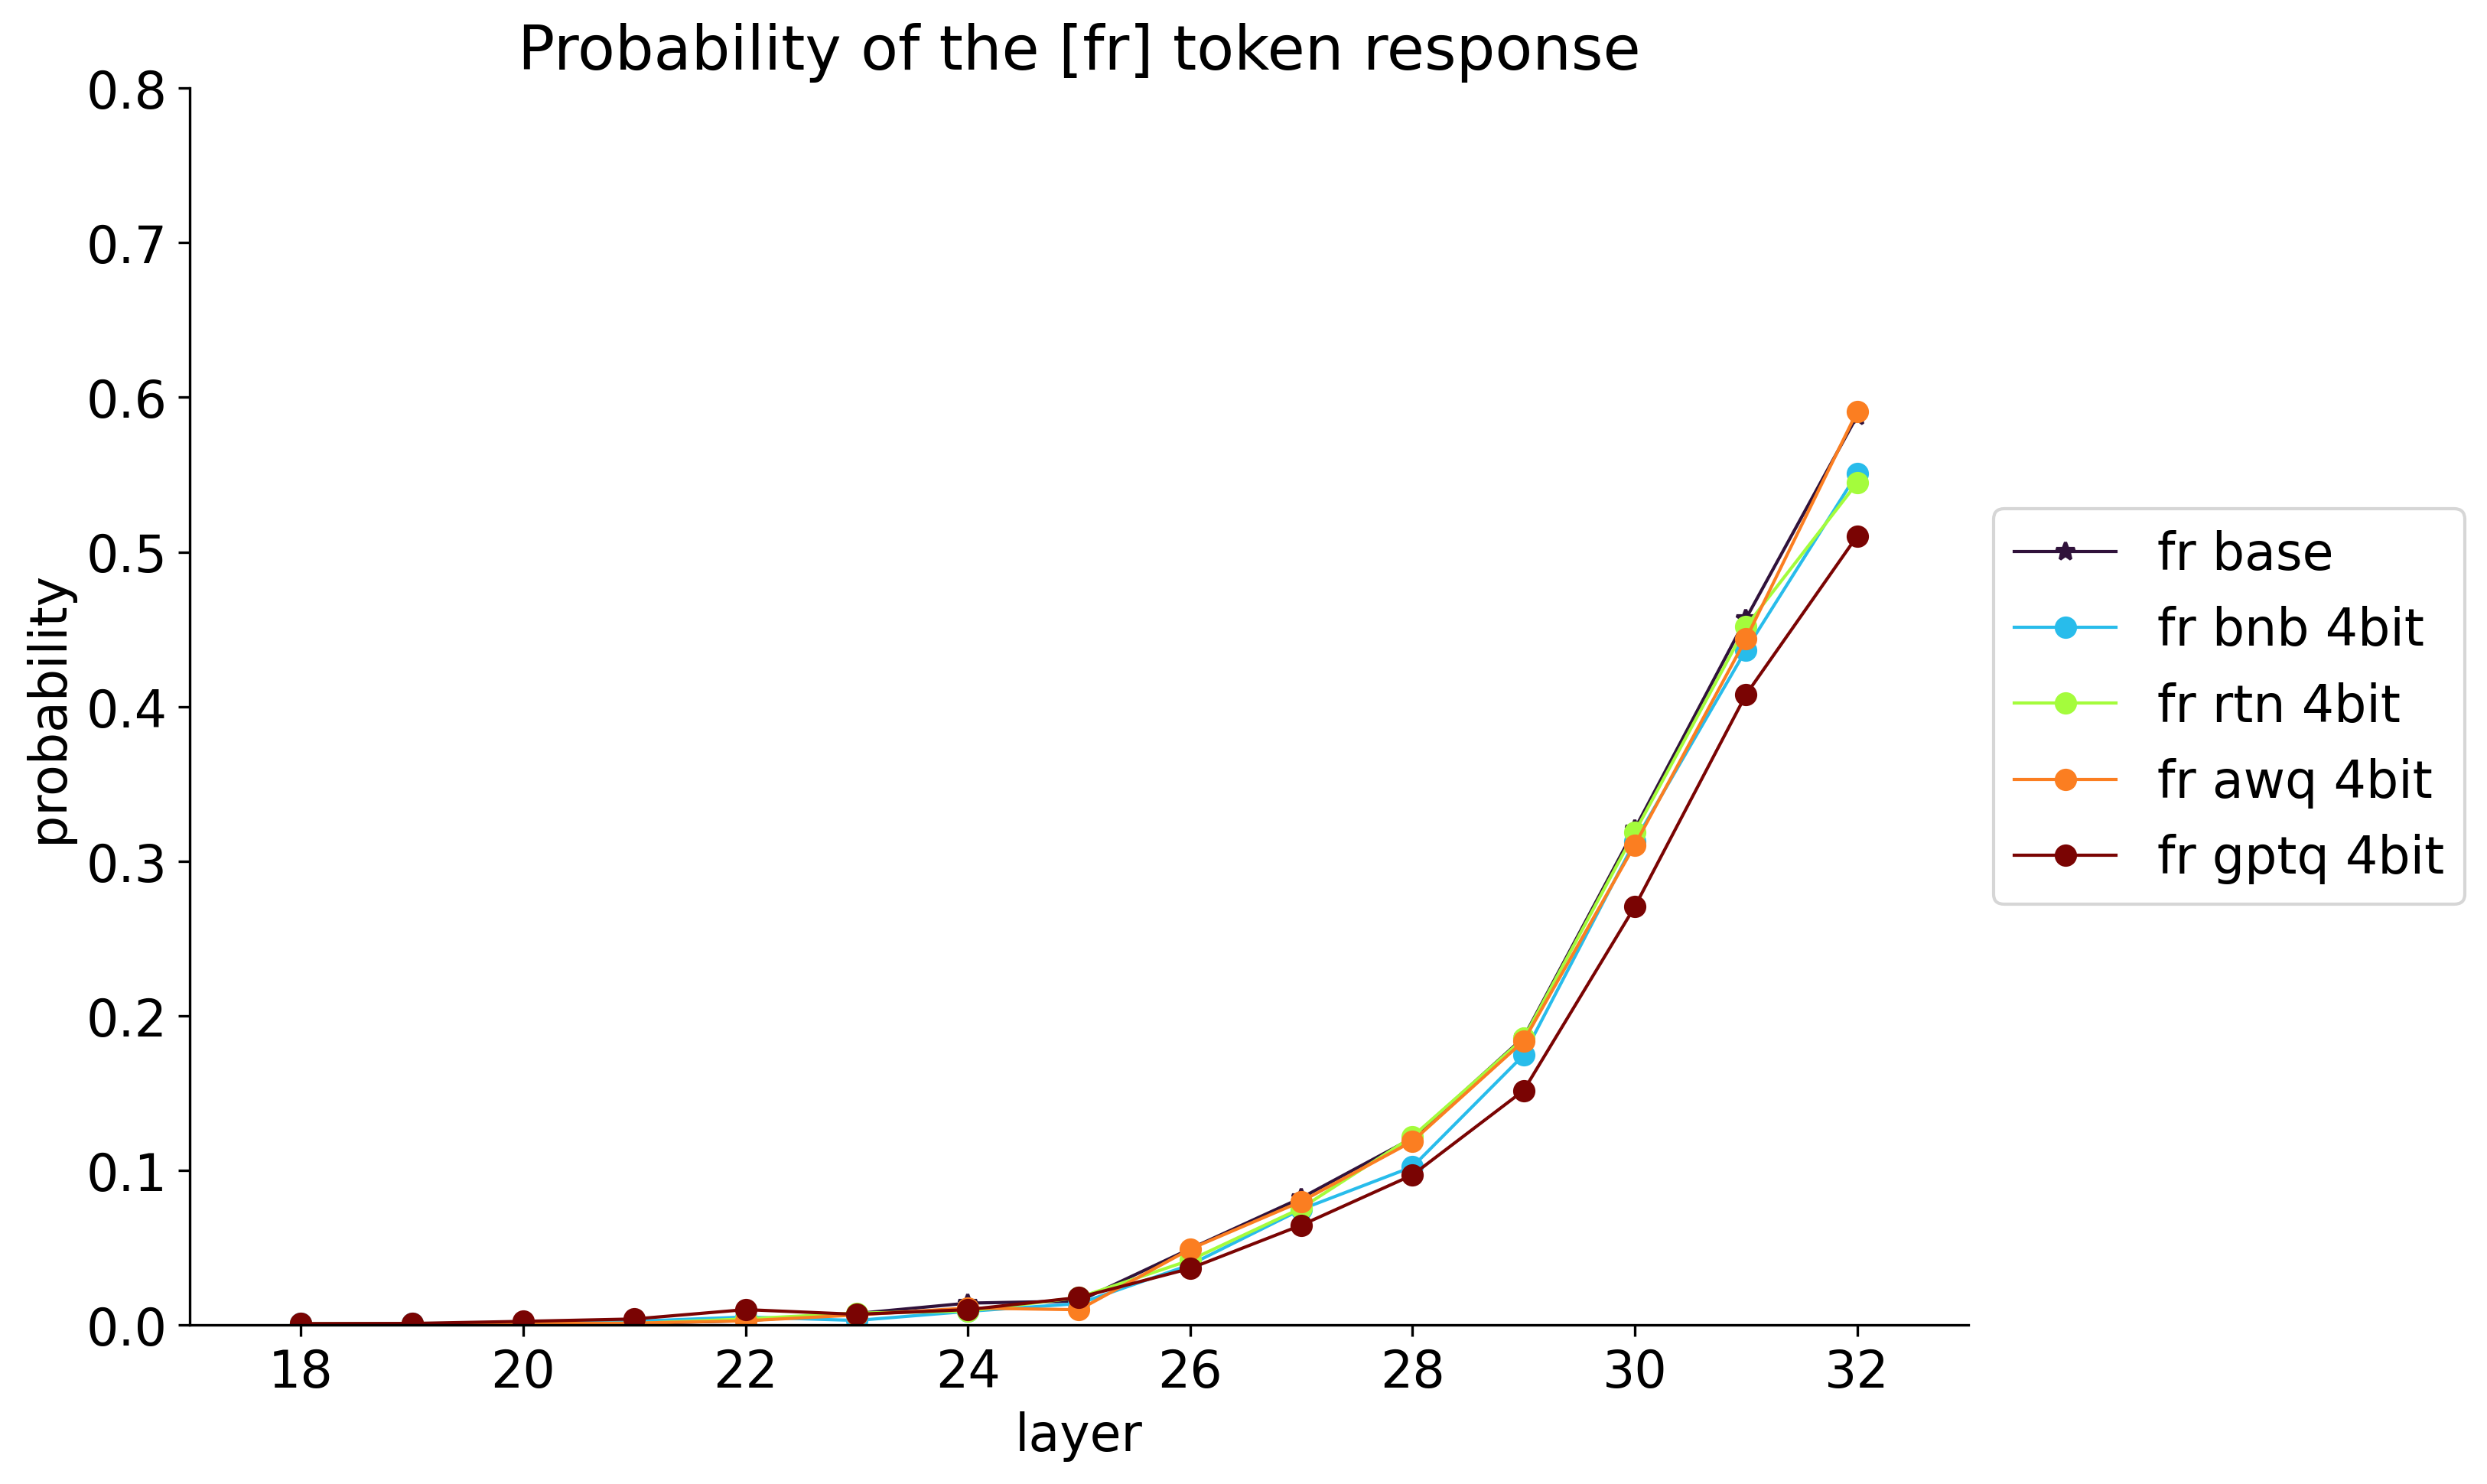 Probability of the [fr] token response
0.8
0.7
0.6
0.5
0.4
0.3
0.2
0.1
0.0
probability
18 20 22 24 26 28 30 32
layer
fr base
fr bnb 4bit
fr rtn 4bit
fr awq 4bit
fr gptq 4bit